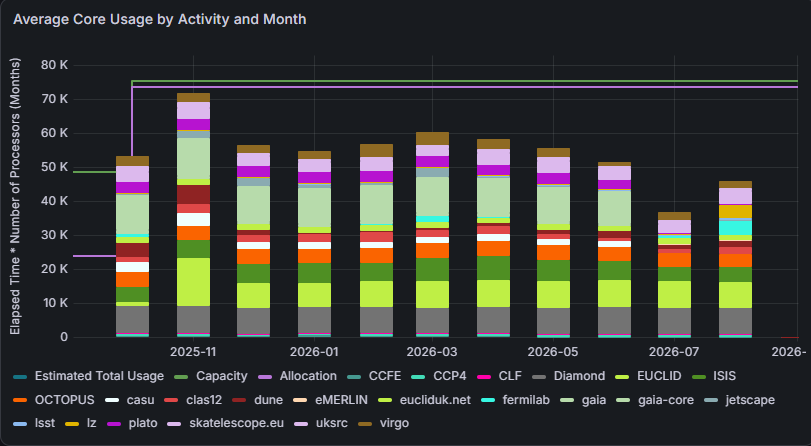 Average Core Usage by Activity and Month
Elapsed Time * Number of Processors (Months)
80 K
70 K
60 K
50 K
40 K
30 K
20 K
10 K
0
2025-11 2026-01 2026-03 2026-05 2026-07 2026-
Estimated Total Usage Capacity Allocation CCFE CCP4 CLF Diamond EUCLID ISIS
OCTOPUS casu clas12 dune eMERLIN eucliduk.net fermilab gaia gaia-core jetscape
lsst lz plato skatelescope.eu uksrc virgo